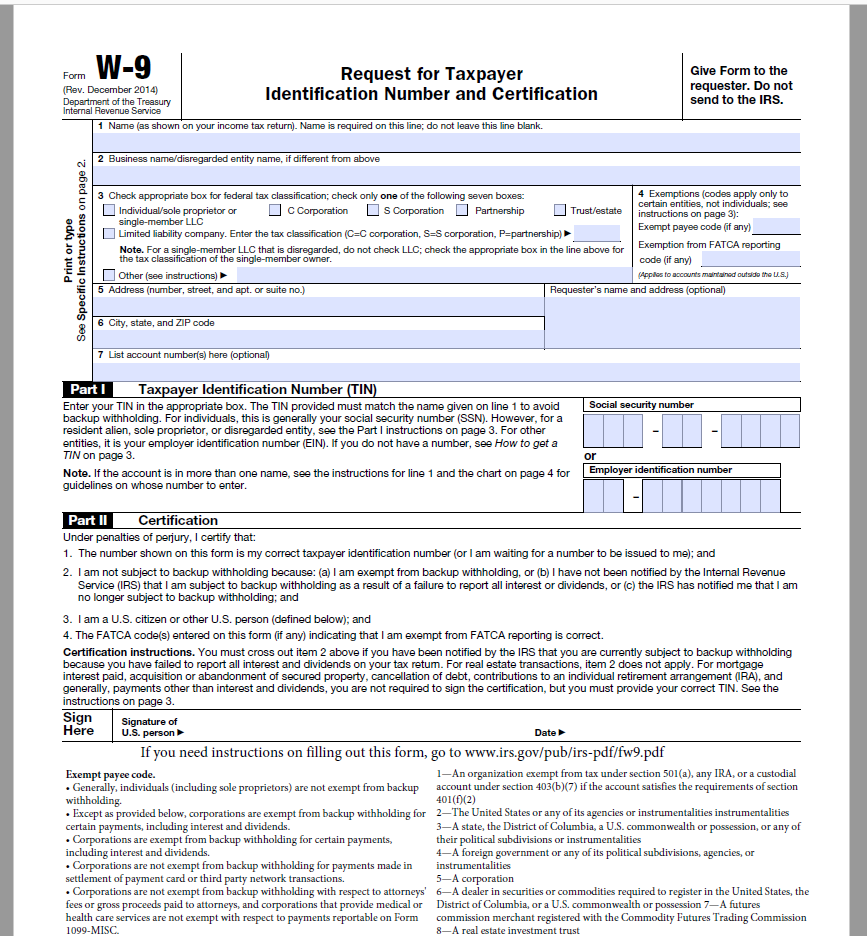 Form W-9
(Rev. December 2014)
Department of the Treasury
Internal Revenue Service
Request for Taxpayer
Identification Number and Certification
Give Form to the
requester. Do not
send to the IRS.
Print or type
See Specific Instructions on page 2.
1 Name (as shown on your income tax return). Name is required on this line; do not leave this line blank.
2 Business name/disregarded entity name, if different from above
3 Check appropriate box for federal tax classification; check only one of the following seven boxes:
Individual/sole proprietor or
single-member LLC
C Corporation
S Corporation
Partnership
Trust/estate
Limited liability company. Enter the tax classification (C=C corporation, S=S corporation, P=partnership) ▶
Note. For a single-member LLC that is disregarded, do not check LLC; check the appropriate box in the line above for
the tax classification of the single-member owner.
Other (see instructions) ▶
4 Exemptions (codes apply only to
certain entities, not individuals; see
instructions on page 3):
Exempt payee code (if any)
Exemption from FATCA reporting
code (if any)
(Applies to accounts maintained outside the U.S.)
5 Address (number, street, and apt. or suite no.)
Requester's name and address (optional)
6 City, state, and ZIP code
7 List account number(s) here (optional)
Part I Taxpayer Identification Number (TIN)
Enter your TIN in the appropriate box. The TIN provided must match the name given on line 1 to avoid
backup withholding. For individuals, this is generally your social security number (SSN). However, for a
resident alien, sole proprietor, or disregarded entity, see the Part I instructions on page 3. For other
entities, it is your employer identification number (EIN). If you do not have a number, see How to get a
TIN on page 3.
Note. If the account is in more than one name, see the instructions for line 1 and the chart on page 4 for
guidelines on whose number to enter.
Social security number
– –
or
Employer identification number
–
Part II Certification
Under penalties of perjury, I certify that:
1. The number shown on this form is my correct taxpayer identification number (or I am waiting for a number to be issued to me); and
2. I am not subject to backup withholding because: (a) I am exempt from backup withholding, or (b) I have not been notified by the Internal Revenue
Service (IRS) that I am subject to backup withholding as a result of a failure to report all interest or dividends, or (c) the IRS has notified me that I am
no longer subject to backup withholding; and
3. I am a U.S. citizen or other U.S. person (defined below); and
4. The FATCA code(s) entered on this form (if any) indicating that I am exempt from FATCA reporting is correct.
Certification instructions. You must cross out item 2 above if you have been notified by the IRS that you are currently subject to backup withholding
because you have failed to report all interest and dividends on your tax return. For real estate transactions, item 2 does not apply. For mortgage
interest paid, acquisition or abandonment of secured property, cancellation of debt, contributions to an individual retirement arrangement (IRA), and
generally, payments other than interest and dividends, you are not required to sign the certification, but you must provide your correct TIN. See the
instructions on page 3.
Sign
Here
Signature of
U.S. person ▶
Date ▶
If you need instructions on filling out this form, go to www.irs.gov/pub/irs-pdf/fw9.pdf
Exempt payee code.
• Generally, individuals (including sole proprietors) are not exempt from backup
withholding.
• Except as provided below, corporations are exempt from backup withholding for
certain payments, including interest and dividends.
• Corporations are exempt from backup withholding for certain payments,
including interest and dividends.
• Corporations are not exempt from backup withholding for payments made in
settlement of payment card or third party network transactions.
• Corporations are not exempt from backup withholding with respect to attorneys'
fees or gross proceeds paid to attorneys, and corporations that provide medical or
health care services are not exempt with respect to payments reportable on Form
1099-MISC.
1—An organization exempt from tax under section 501(a), any IRA, or a custodial
account under section 403(b)(7) if the account satisfies the requirements of section
401(f)(2)
2—The United States or any of its agencies or instrumentalities instrumentalities
3—A state, the District of Columbia, a U.S. commonwealth or possession, or any of
their political subdivisions or instrumentalities
4—A foreign government or any of its political subdivisions, agencies, or
instrumentalities
5—A corporation
6—A dealer in securities or commodities required to register in the United States, the
District of Columbia, or a U.S. commonwealth or possession 7—A futures
commission merchant registered with the Commodity Futures Trading Commission
8—A real estate investment trust